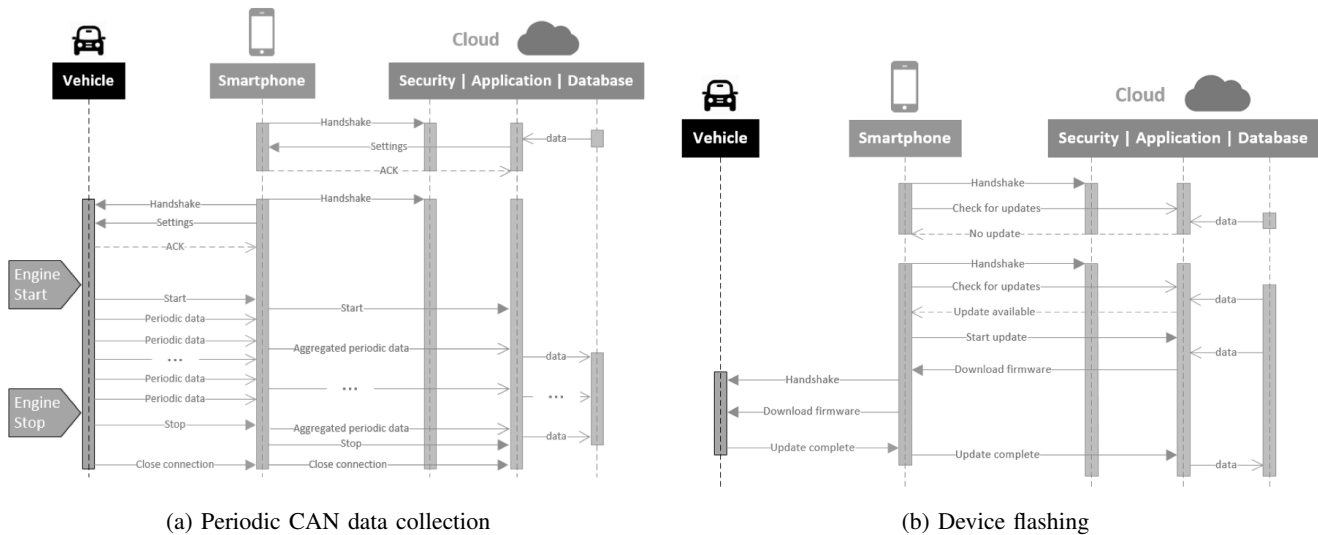 Cloud
Vehicle
Smartphone
Security | Application | Database
Handshake
data
Settings
ACK
Handshake
Handshake
Settings
ACK
Engine
Start
Start
Start
Periodic data
Periodic data
Aggregated periodic data
data
...
Periodic data
...
Periodic data
...
Engine
Stop
Stop
Aggregated periodic data
data
Stop
Close connection
Close connection
(a) Periodic CAN data collection
Cloud
Vehicle
Smartphone
Security | Application | Database
Handshake
Check for updates
data
No update
Handshake
Check for updates
data
Update available
Start update
data
Download firmware
Handshake
Download firmware
Update complete
Update complete
data
(b) Device flashing